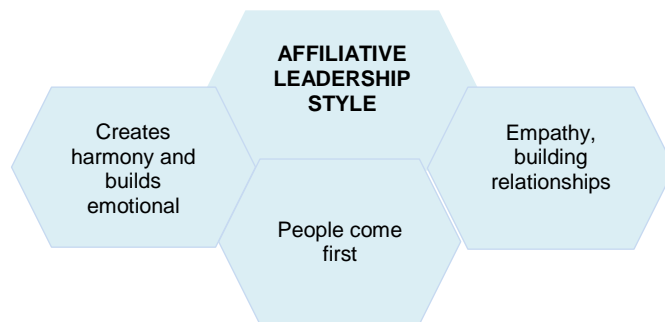 AFFILIATIVE
LEADERSHIP
STYLE
Creates
harmony and
builds
emotional
People come
first
Empathy,
building
relationships